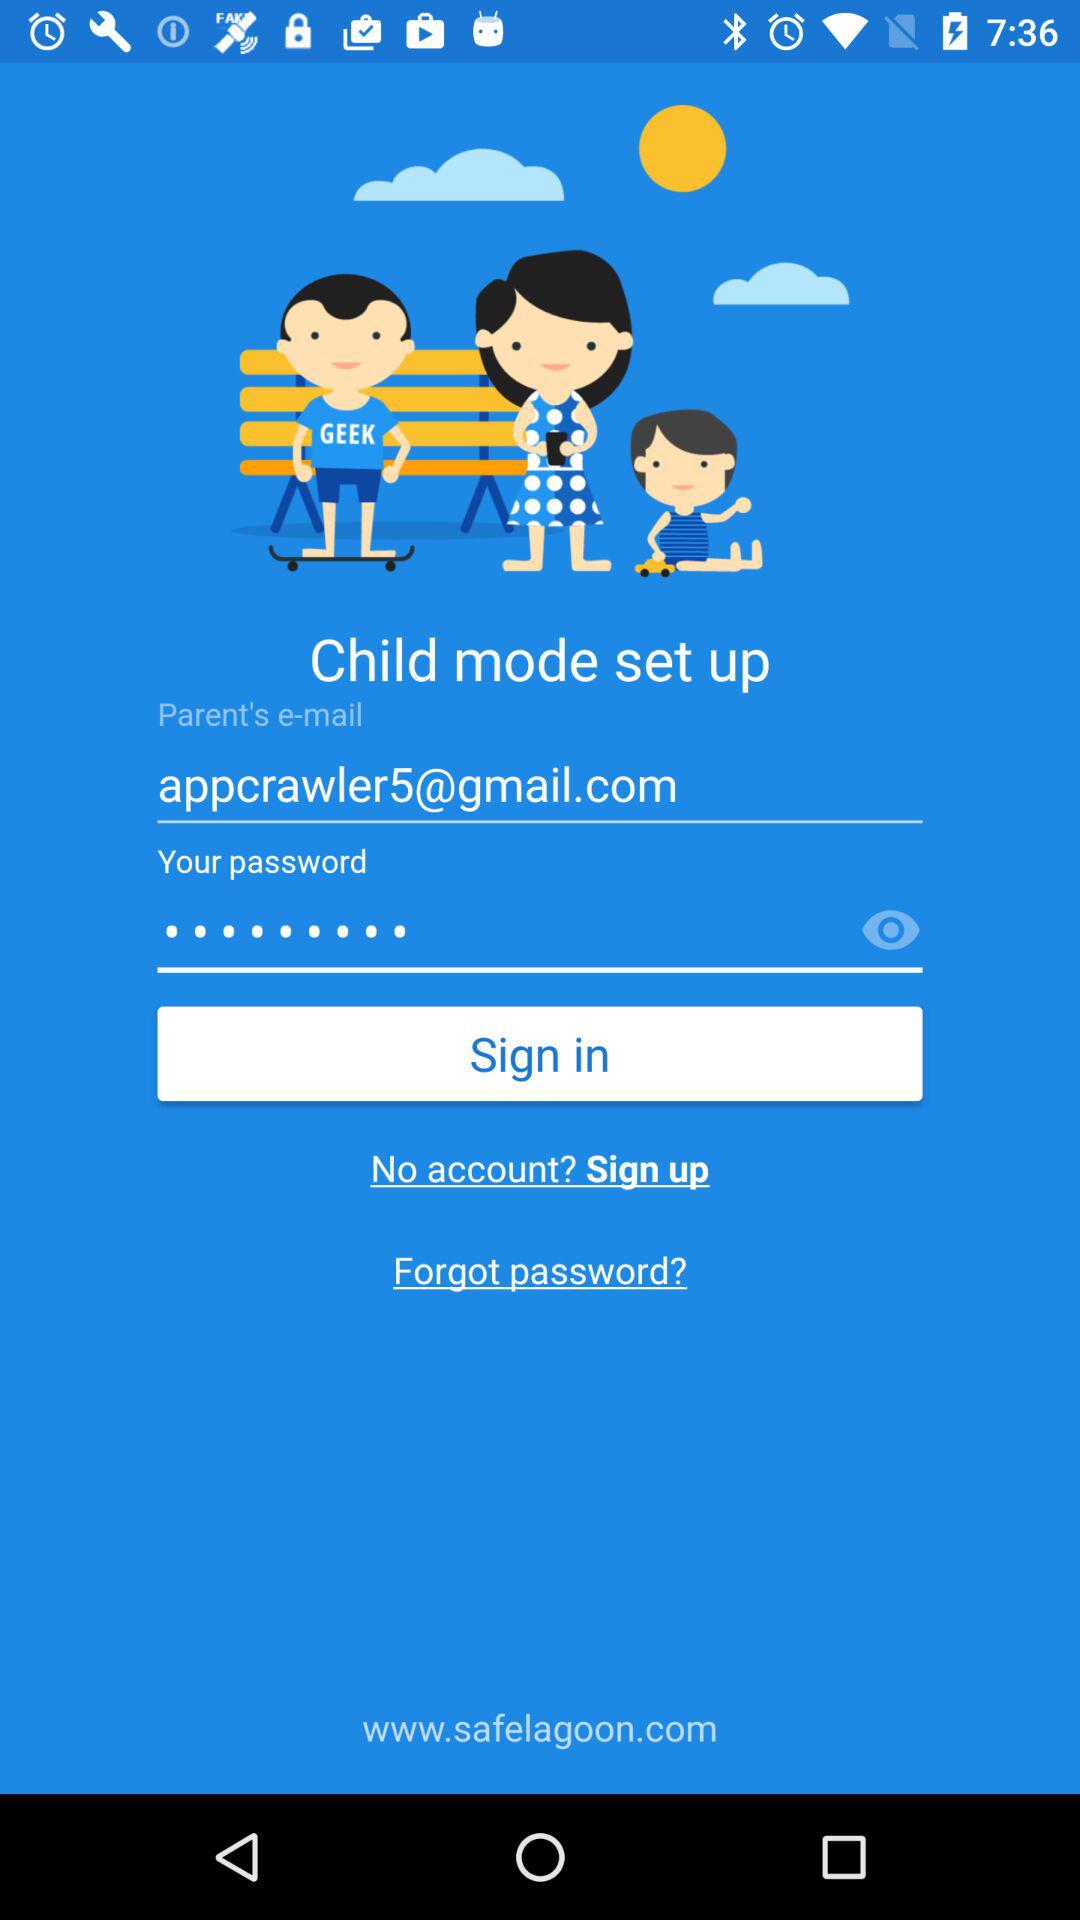 FAKE
7:36
GEEK
Child mode set up
Parent's e-mail
appcrawler5@gmail.com
Your password
•••••••••
Sign in
No account? Sign up
Forgot password?
www.safelagoon.com